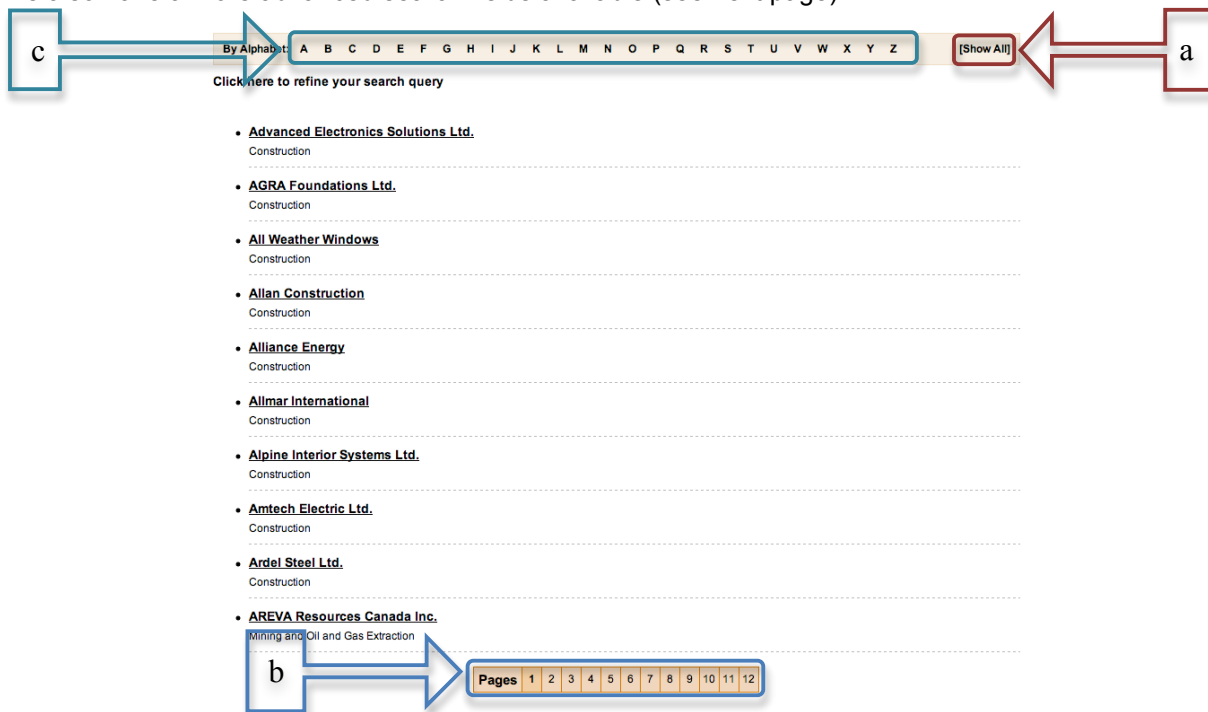 c
By Alphabet: A B C D E F G H I J K L M N O P Q R S T U V W X Y Z [Show All]
a
Click here to refine your search query
Advanced Electronics Solutions Ltd.
Construction
AGRA Foundations Ltd.
Construction
All Weather Windows
Construction
Allan Construction
Construction
Alliance Energy
Construction
Allmar International
Construction
Alpine Interior Systems Ltd.
Construction
Amtech Electric Ltd.
Construction
Ardel Steel Ltd.
Construction
AREVA Resources Canada Inc.
Mining and Oil and Gas Extraction
b
Pages 1 2 3 4 5 6 7 8 9 10 11 12